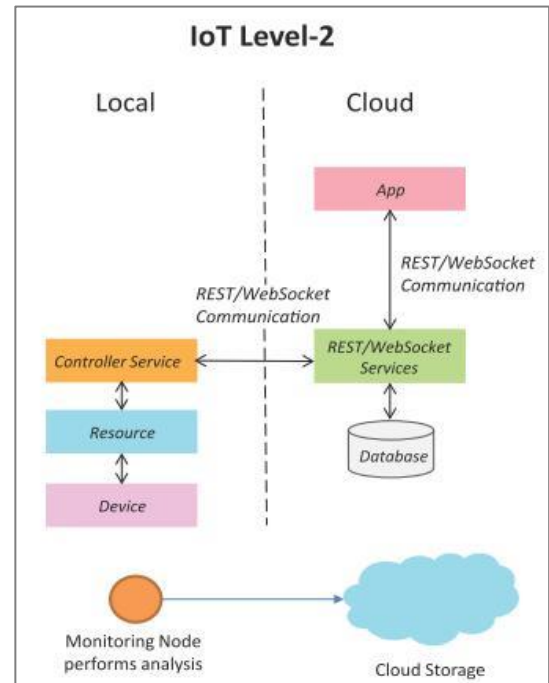 IoT Level-2
Local
Cloud
App
REST/WebSocket
Communication
REST/WebSocket
Communication
Controller Service
REST/WebSocket
Services
Resource
Database
Device
Monitoring Node
performs analysis
Cloud Storage